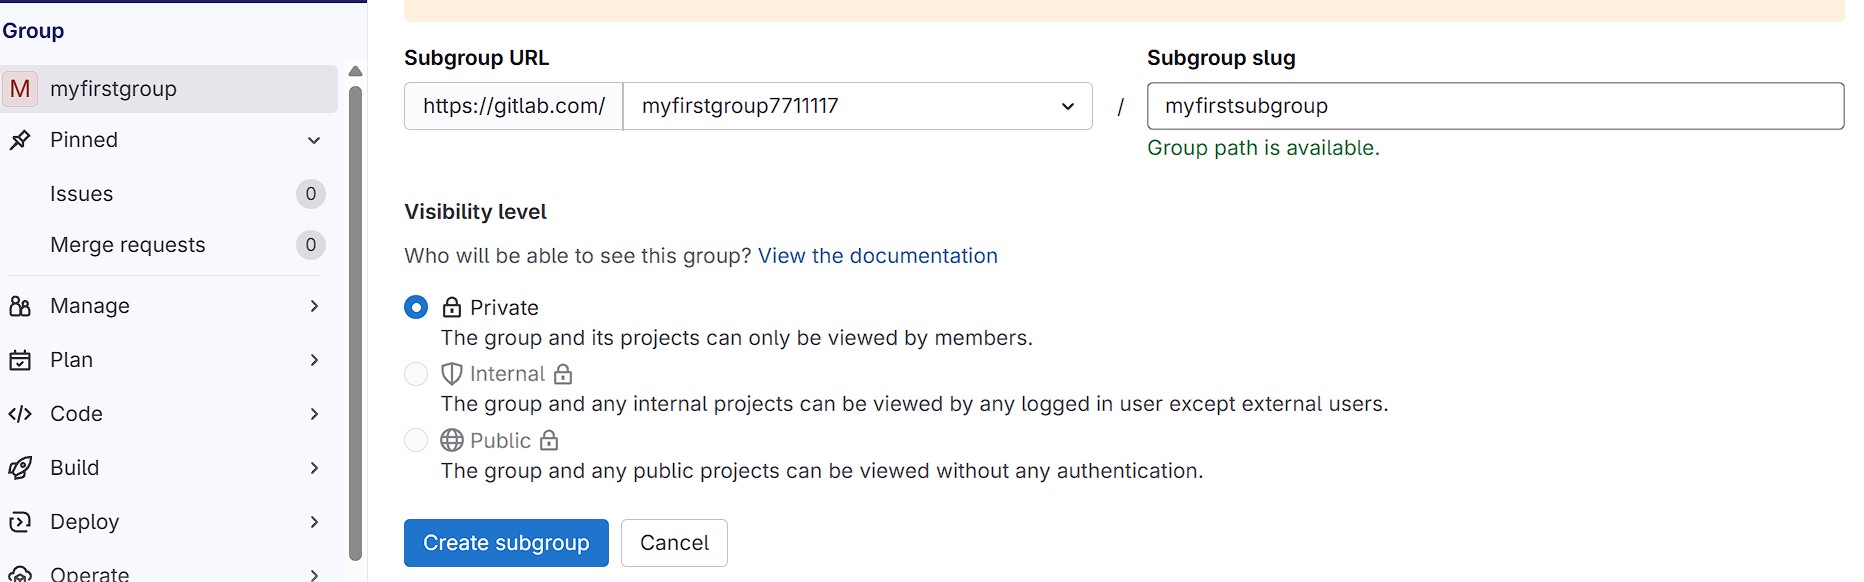 Group
M myfirstgroup
Pinned
Issues 0
Merge requests 0
Manage
Plan
Code
Build
Deploy
Operate
Subgroup URL
https://gitlab.com/ myfirstgroup7711117 /
Subgroup slug
myfirstsubgroup
Group path is available.
Visibility level
Who will be able to see this group? View the documentation
Private
The group and its projects can only be viewed by members.
Internal
The group and any internal projects can be viewed by any logged in user except external users.
Public
The group and any public projects can be viewed without any authentication.
Create subgroup Cancel